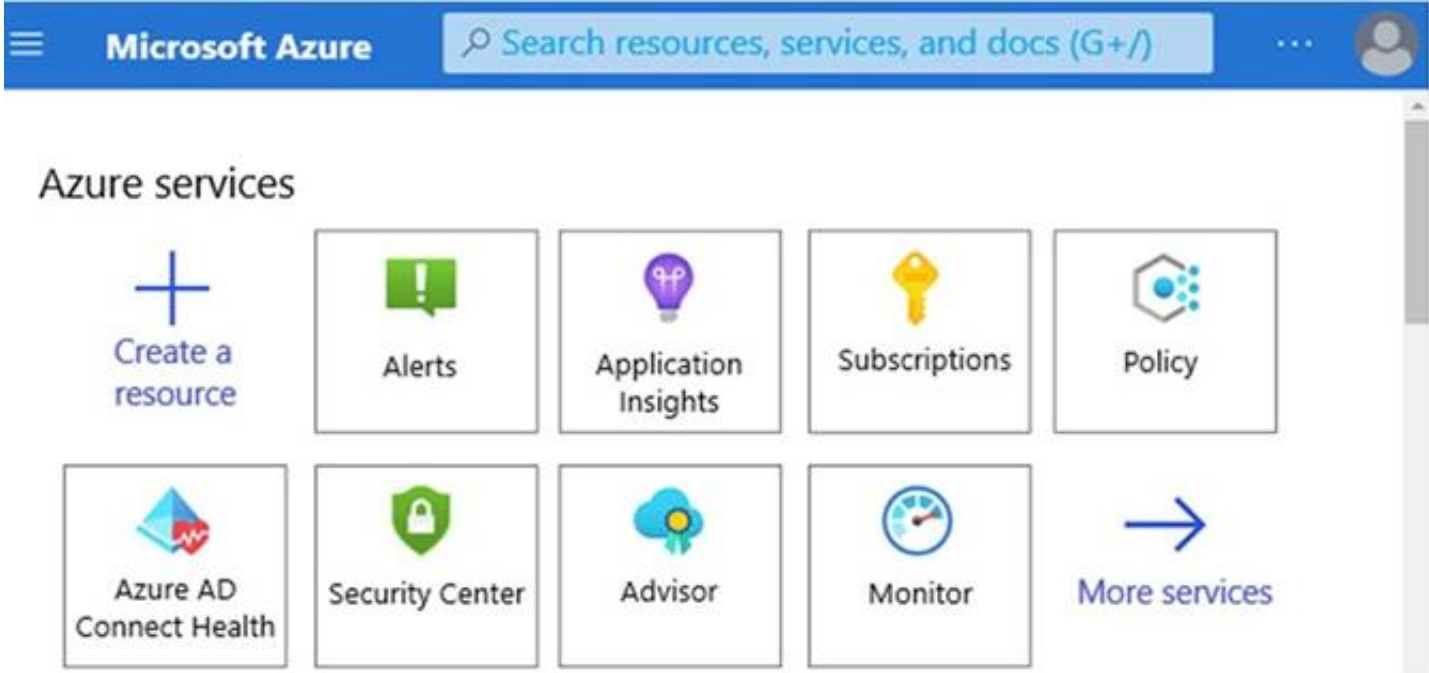 Microsoft Azure
Search resources, services, and docs (G+/)
...
Azure services
Create a
resource
Alerts
Application
Insights
Subscriptions
Policy
Azure AD
Connect Health
Security Center
Advisor
Monitor
More services